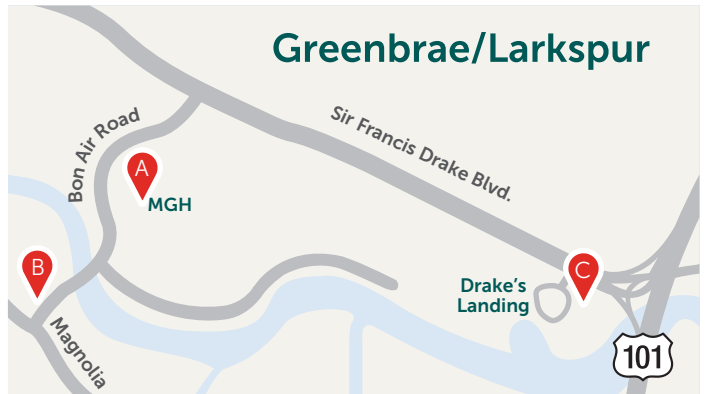 Greenbrae/Larkspur
Sir Francis Drake Blvd.
Bon Air Road
A
MGH
B
C
Drake's
Landing
Magnolia
101